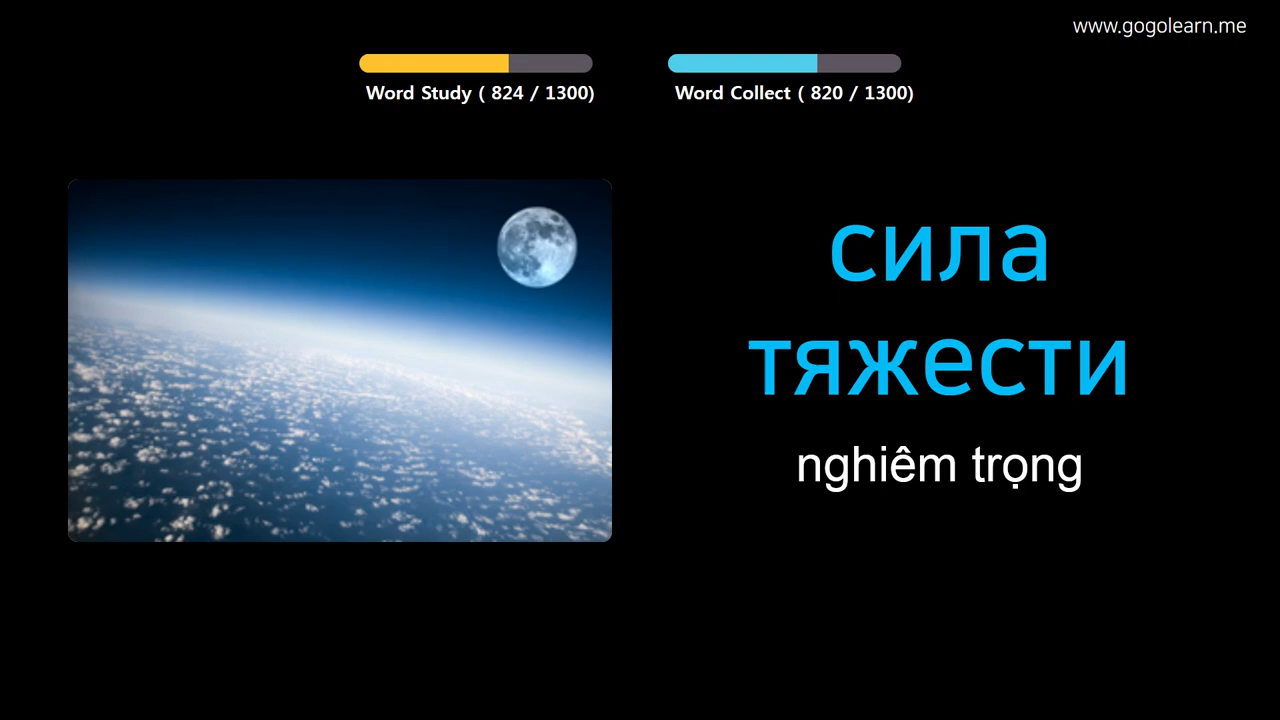 www.gogolearn.me
Word Study ( 824 / 1300)
Word Collect ( 820 / 1300)
сила
тяжести
nghiêm trọng